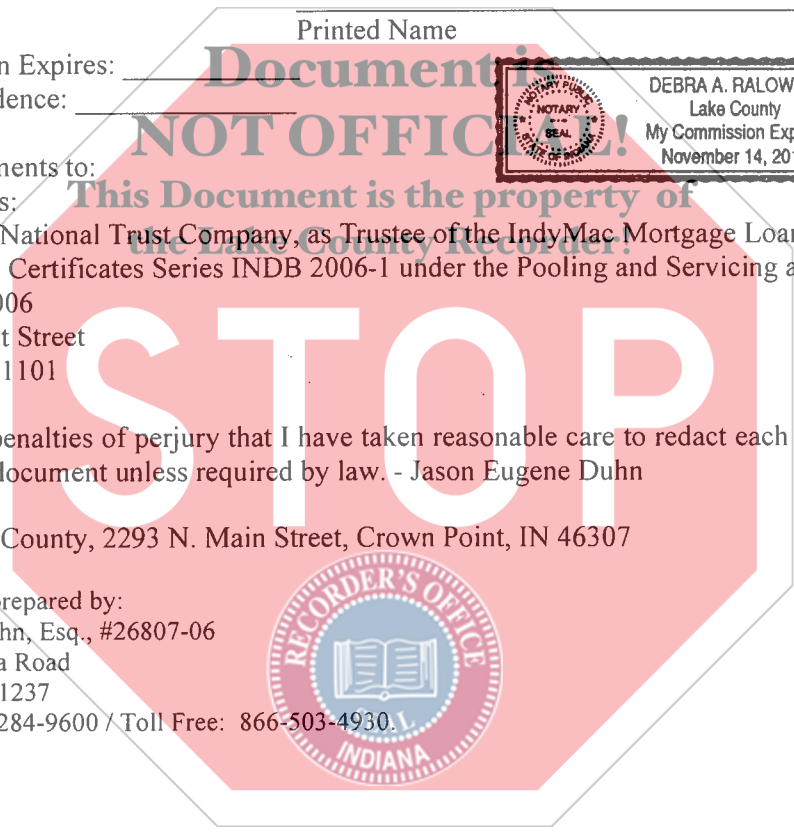 Printed Name
n Expires:
dence:
Document is
NOT OFFICIAL!
This Document is the property of
the Lake County Recorder!
NOTARY PUBLIC
NOTARY
SEAL
STATE OF INDIANA
DEBRA A. RALOW
Lake County
My Commission Exp
November 14, 201
nents to:
s:
National Trust Company, as Trustee of the IndyMac Mortgage Loan
Certificates Series INDB 2006-1 under the Pooling and Servicing a
006
t Street
1101
STOP
penalties of perjury that I have taken reasonable care to redact each
document unless required by law. - Jason Eugene Duhn
County, 2293 N. Main Street, Crown Point, IN 46307
prepared by:
hn, Esq., #26807-06
a Road
1237
284-9600 / Toll Free: 866-503-4930.
RECORDER'S OFFICE
SEAL
INDIANA